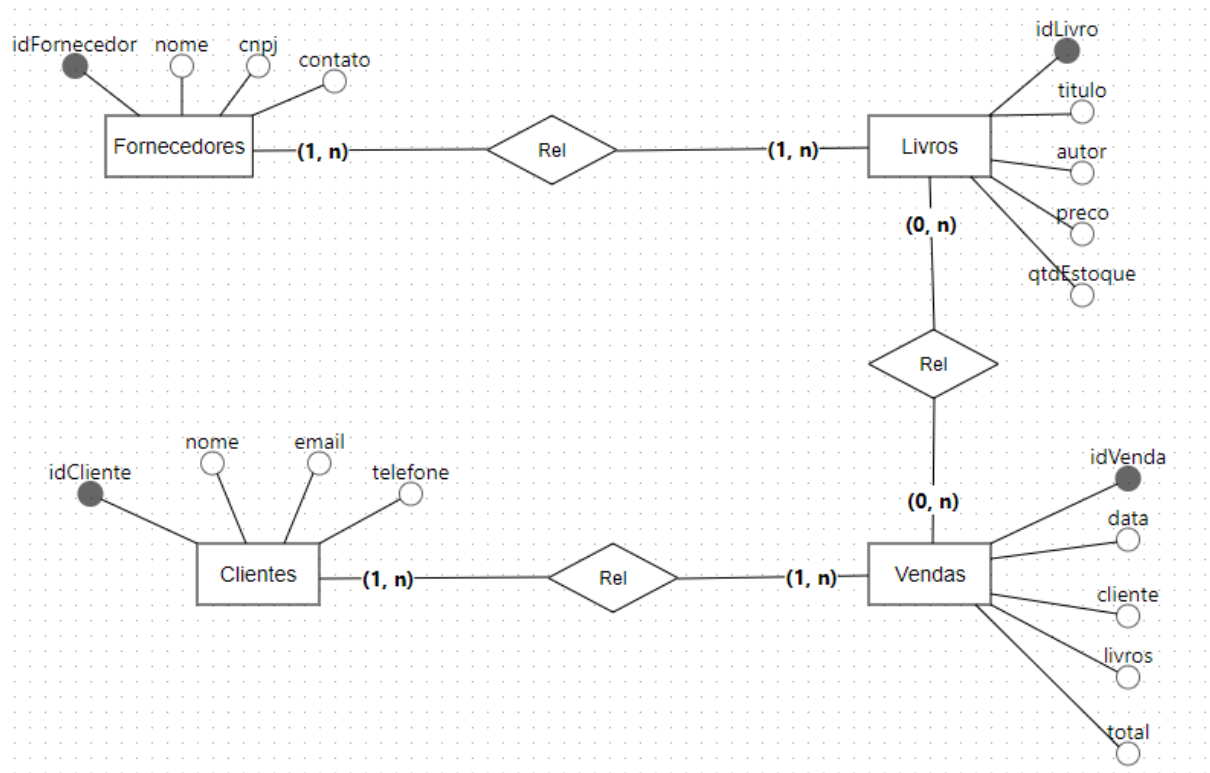 idFornecedor
nome
cnpj
contato
Fornecedores
(1, n)
Rel
(1, n)
Livros
idLivro
titulo
autor
preco
qtdEstoque
(0, n)
Rel
(0, n)
idCliente
nome
email
telefone
Clientes
(1, n)
Rel
(1, n)
Vendas
idVenda
data
cliente
livros
total